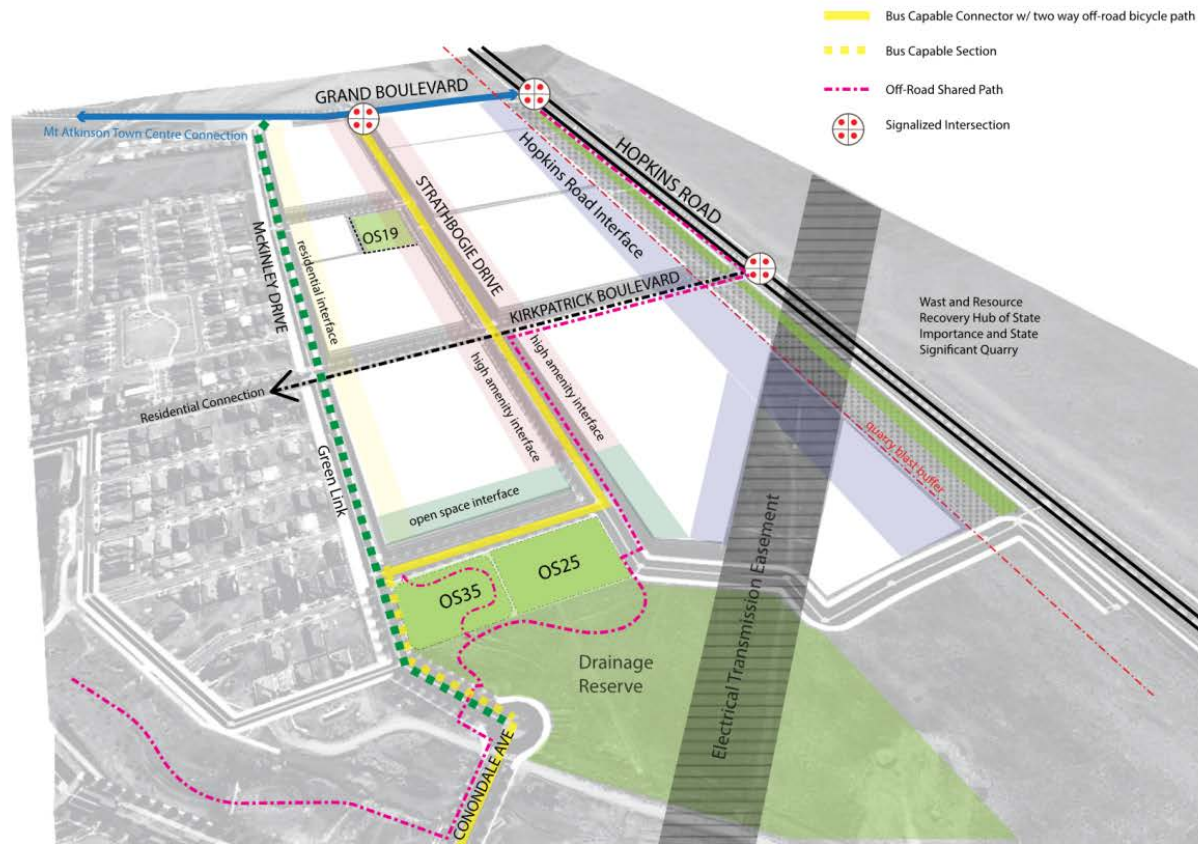 Bus Capable Connector w/ two way off-road bicycle path
Bus Capable Section
Off-Road Shared Path
Signalized Intersection
GRAND BOULEVARD
Mt Atkinson Town Centre Connection
HOPKINS ROAD
Hopkins Road Interface
STRATHBOGIE DRIVE
McKINLEY DRIVE
residential interface
OS19
KIRKPATRICK BOULEVARD
Wast and Resource
Recovery Hub of State
Importance and State
Significant Quarry
Residential Connection
high amenity interface
high amenity interface
quarry blast buffer
Green Link
open space interface
OS25
OS35
Electrical Transmission Easement
Drainage
Reserve
CONONDALE AVE